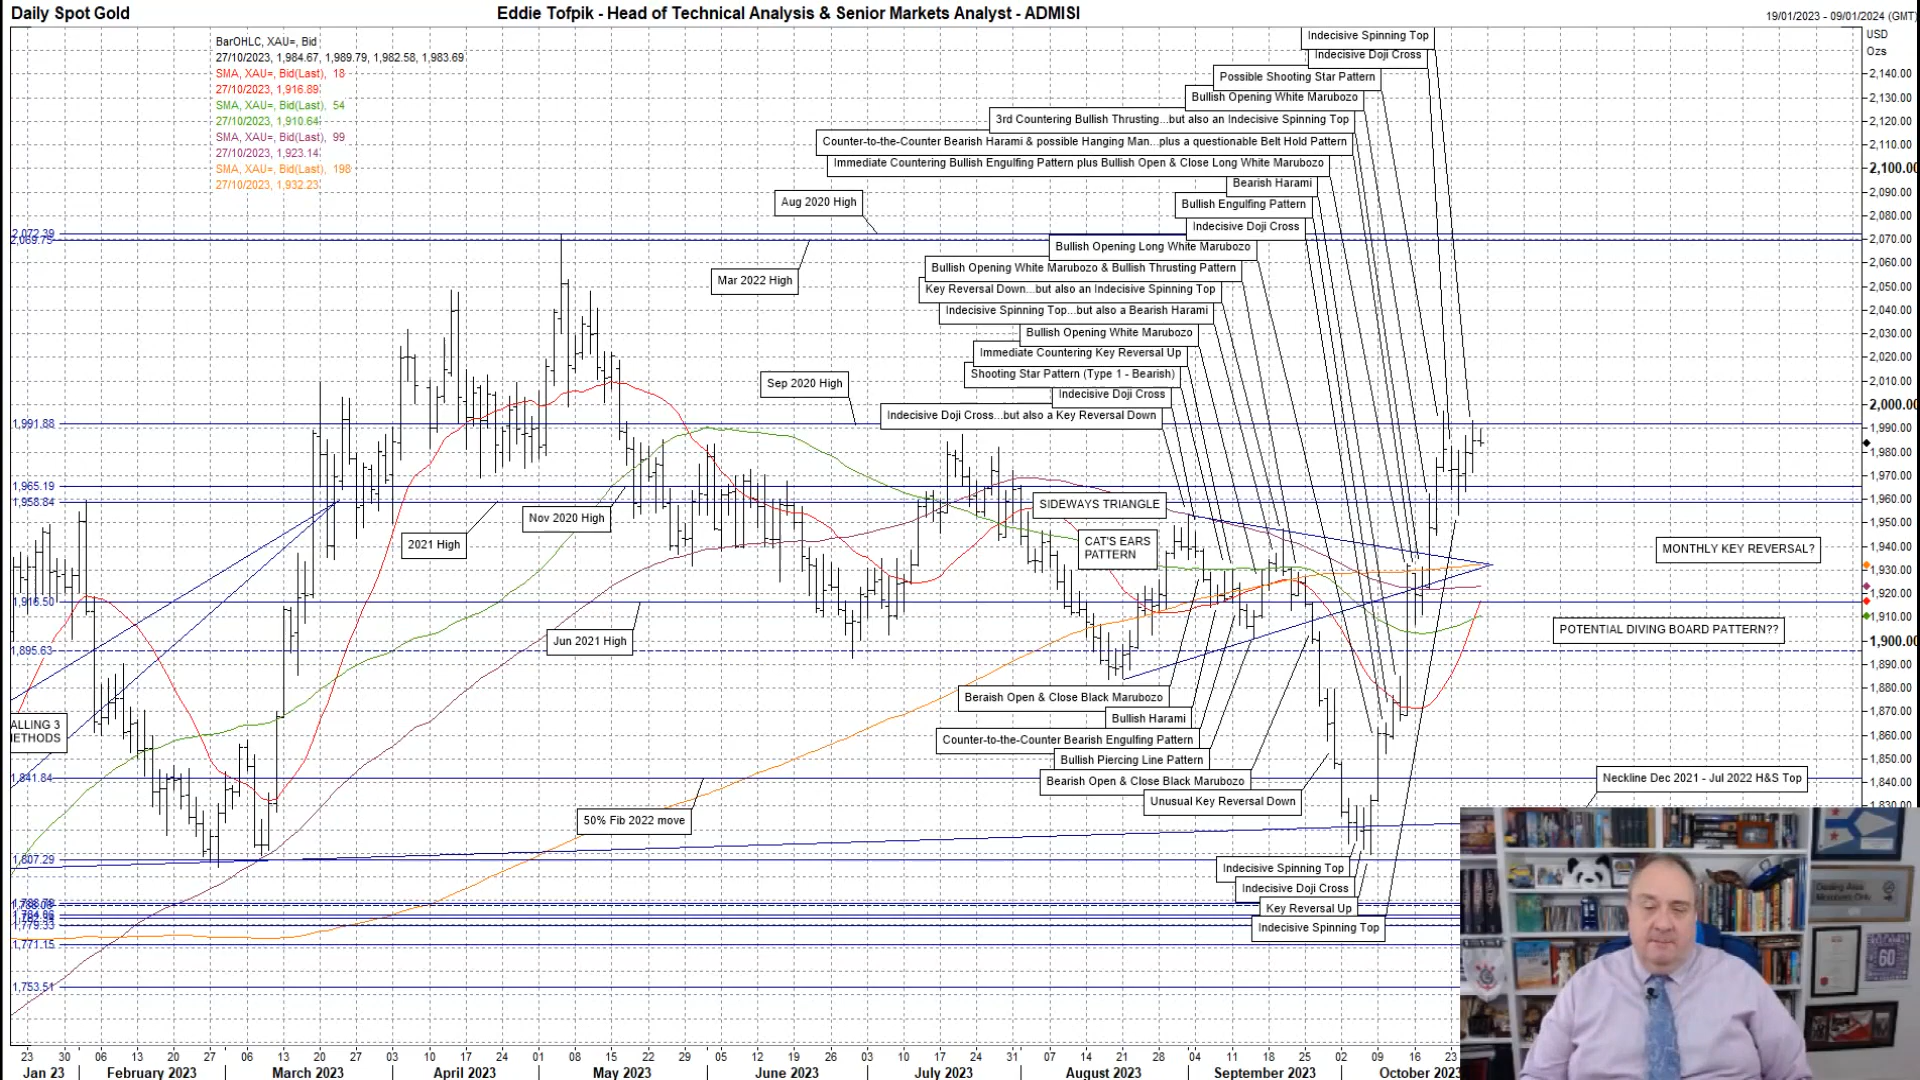 Daily Spot Gold
Eddie Tofpik - Head of Technical Analysis & Senior Markets Analyst - ADMISI
19/01/2023 - 09/01/2024 (GMT)
BarOHLC, XAU=, Bid
27/10/2023, 1,984.67, 1,989.79, 1,982.58, 1,983.69
SMA, XAU=, Bid(Last), 18
27/10/2023, 1,916.89
SMA, XAU=, Bid(Last), 54
27/10/2023, 1,910.64
SMA, XAU=, Bid(Last), 99
27/10/2023, 1,923.14
SMA, XAU=, Bid(Last), 198
27/10/2023, 1,932.23
Indecisive Spinning Top
Indecisive Doji Cross
Possible Shooting Star Pattern
Bullish Opening White Marubozo
3rd Countering Bullish Thrusting...but also an Indecisive Spinning Top
Counter-to-the-Counter Bearish Harami & possible Hanging Man...plus a questionable Belt Hold Pattern
Immediate Countering Bullish Engulfing Pattern plus Bullish Open & Close Long White Marubozo
Bearish Harami
Bullish Engulfing Pattern
Indecisive Doji Cross
Bullish Opening Long White Marubozo
Bullish Opening White Marubozo & Bullish Thrusting Pattern
Key Reversal Down...but also an Indecisive Spinning Top
Indecisive Spinning Top...but also a Bearish Harami
Bullish Opening White Marubozo
Immediate Countering Key Reversal Up
Shooting Star Pattern (Type 1 - Bearish)
Indecisive Doji Cross
Indecisive Doji Cross...but also a Key Reversal Down
Aug 2020 High
Mar 2022 High
Sep 2020 High
Nov 2020 High
2021 High
Jun 2021 High
50% Fib 2022 move
SIDEWAYS TRIANGLE
CAT'S EARS
PATTERN
MONTHLY KEY REVERSAL?
POTENTIAL DIVING BOARD PATTERN??
Neckline Dec 2021 - Jul 2022 H&S Top
ALLING 3
METHODS
Beraish Open & Close Black Marubozo
Bullish Harami
Counter-to-the-Counter Bearish Engulfing Pattern
Bullish Piercing Line Pattern
Bearish Open & Close Black Marubozo
Unusual Key Reversal Down
Indecisive Spinning Top
Indecisive Doji Cross
Key Reversal Up
Indecisive Spinning Top
2,072.39
2,069.75
1,991.88
1,965.19
1,958.84
1,916.50
1,895.63
1,841.84
1,807.29
1,779.33
1,771.15
1,753.51
USD
Ozs
2,140.00
2,130.00
2,120.00
2,110.00
2,100.00
2,090.00
2,080.00
2,070.00
2,060.00
2,050.00
2,040.00
2,030.00
2,020.00
2,010.00
2,000.00
1,990.00
1,980.00
1,970.00
1,960.00
1,950.00
1,940.00
1,930.00
1,920.00
1,910.00
1,900.00
1,890.00
1,880.00
1,870.00
1,860.00
1,850.00
1,840.00
1,830.00
23 30 06 13 20 27 06 13 20 27 03 10 17 24 01 08 15 22 29 05 12 19 26 03 10 17 24 31 07 14 21 28 04 11 18 25 02 09 16 23
Jan 23 February 2023 March 2023 April 2023 May 2023 June 2023 July 2023 August 2023 September 2023 October 2023